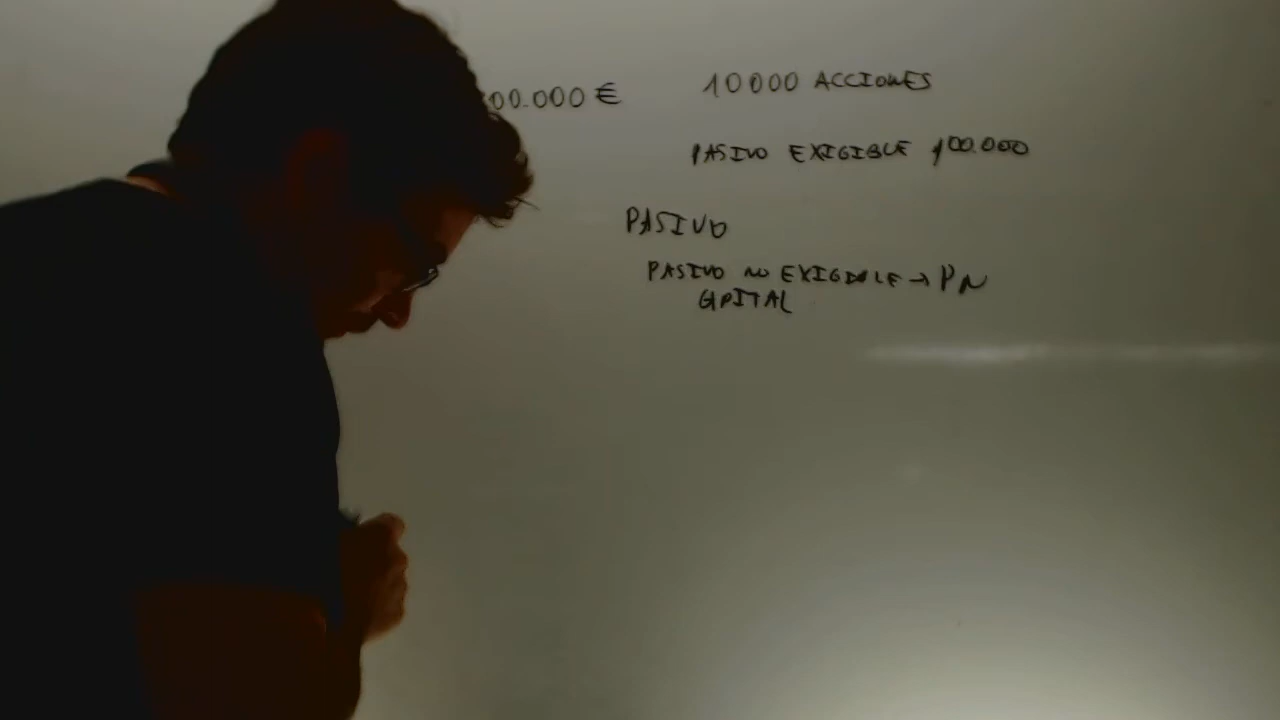 00.000 € 10000 ACCIONES
PASIVO EXIGIBLE 100.000
PASIVO
PASIVO NO EXIGIBLE → PN
CAPITAL